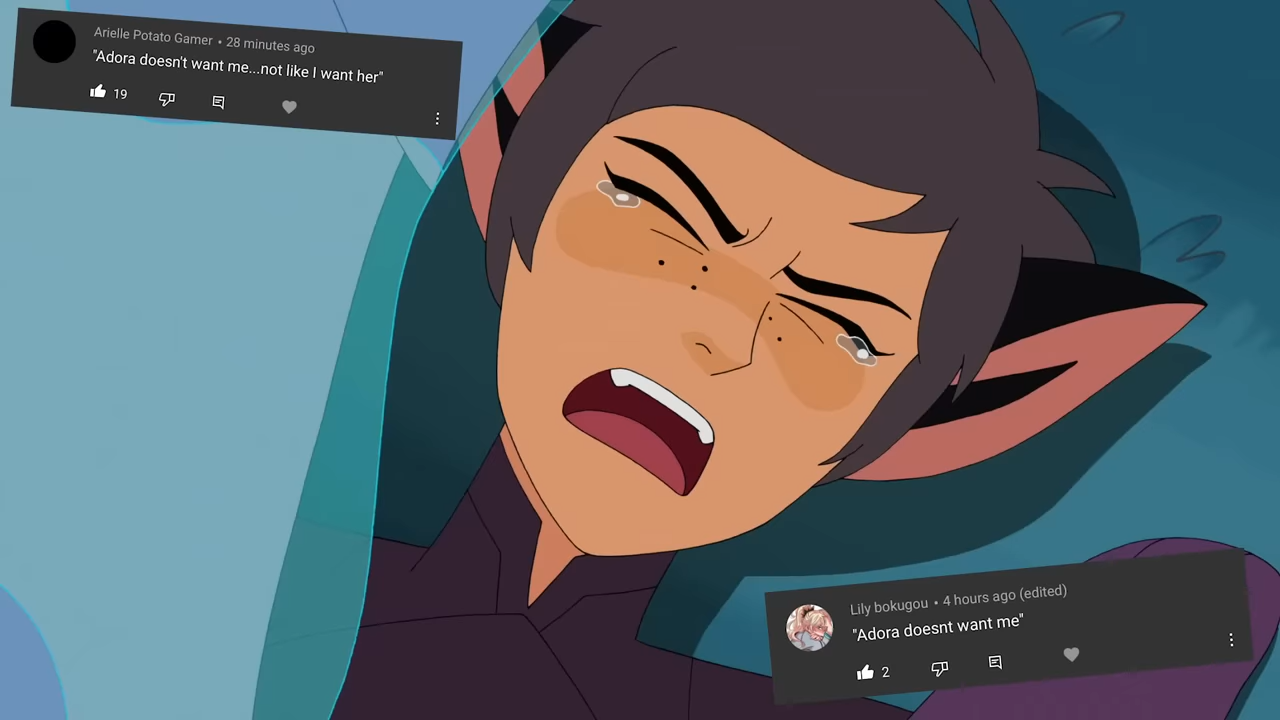 Arielle Potato Gamer • 28 minutes ago
"Adora doesn't want me...not like I want her"
19
Lily bokugou • 4 hours ago (edited)
"Adora doesnt want me"
2